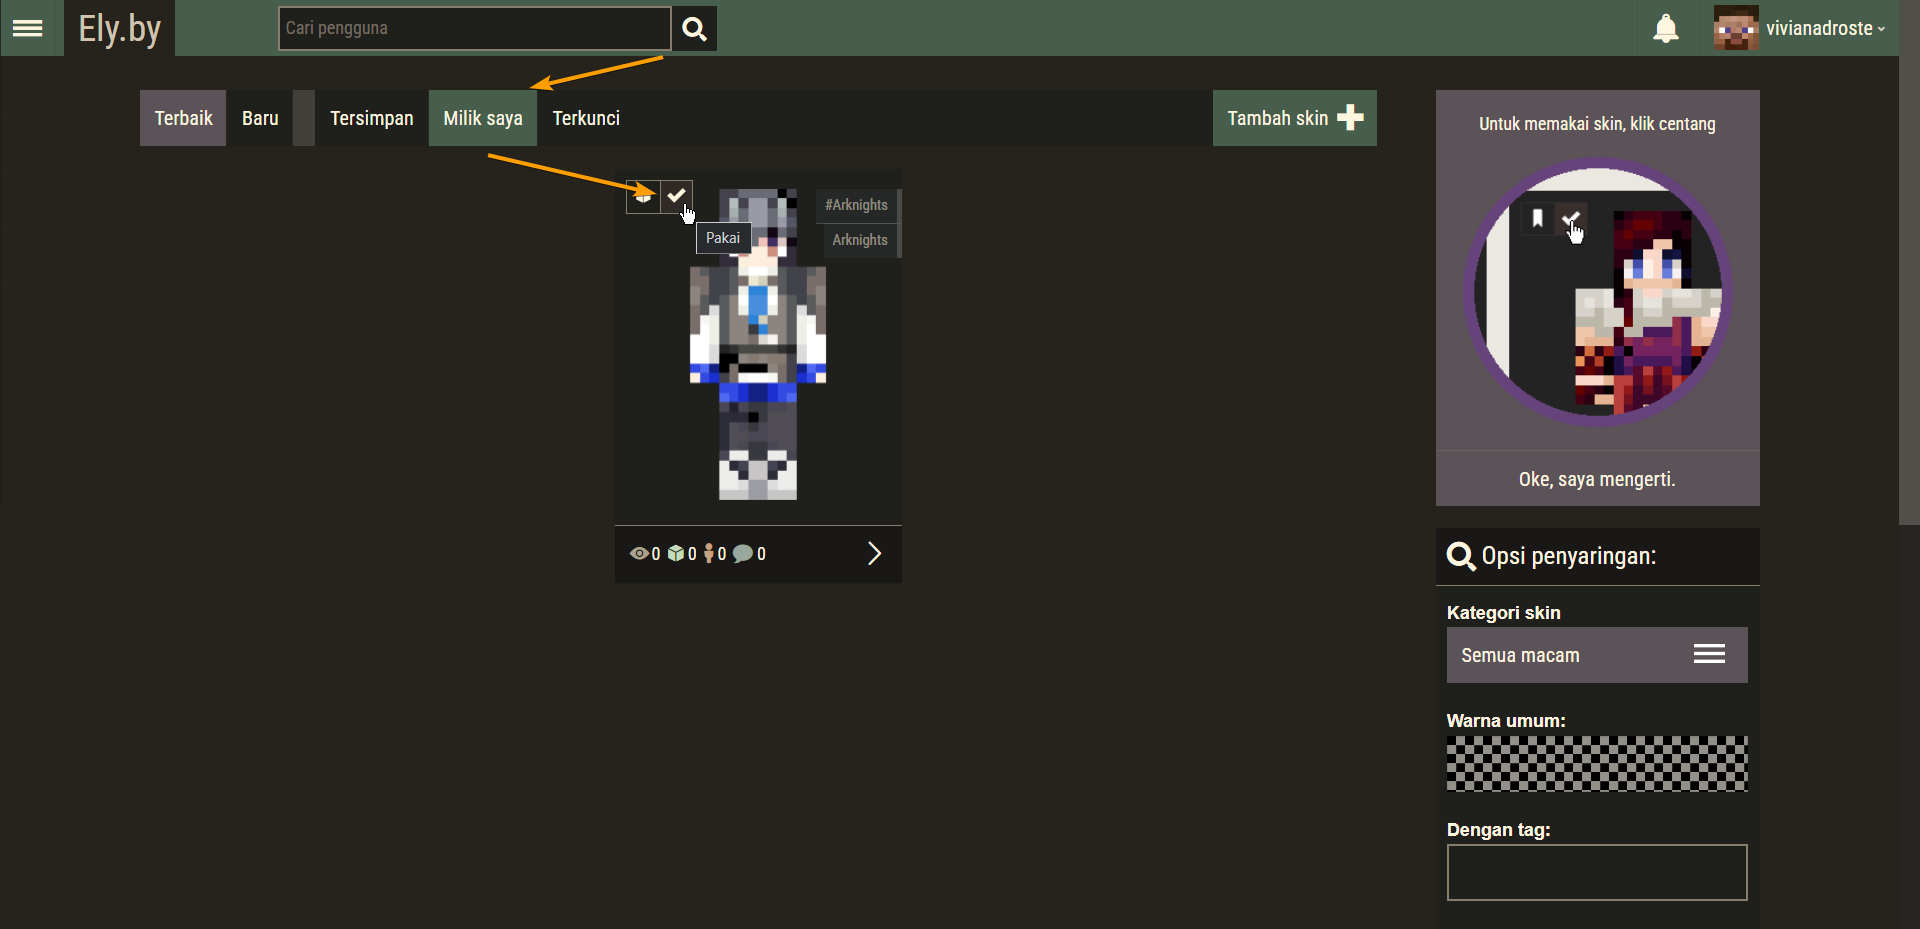 Ely.by
Cari pengguna
vivianadroste
Terbaik
Baru
Tersimpan
Milik saya
Terkunci
Tambah skin
Untuk memakai skin, klik centang
Pakai
#Arknights
Arknights
0 0 0 0
Oke, saya mengerti.
Opsi penyaringan:
Kategori skin
Semua macam
Warna umum:
Dengan tag: